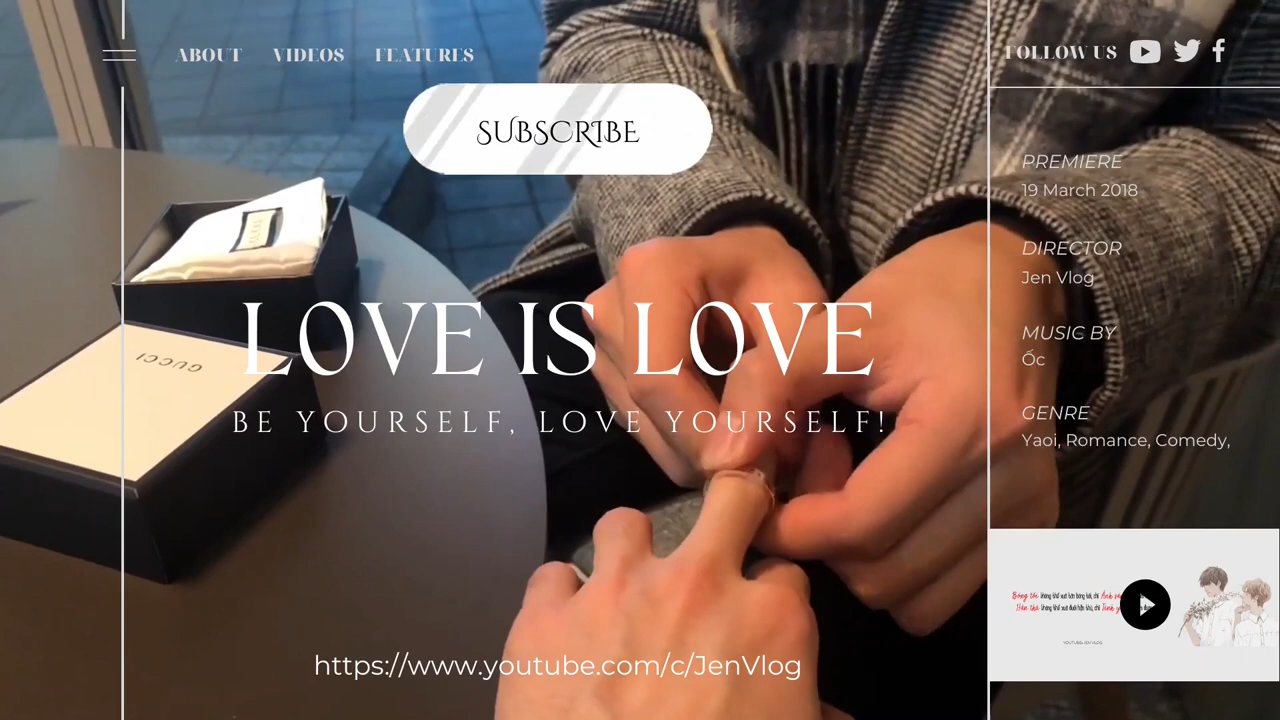 ABOUT VIDEOS FEATURES
FOLLOW US
SUBSCRIBE
PREMIERE
19 March 2018
DIRECTOR
Jen Vlog
MUSIC BY
Ốc
GENRE
Yaoi, Romance, Comedy,
GUCCI
LOVE IS LOVE
BE YOURSELF, LOVE YOURSELF!
https://www.youtube.com/c/JenVlog